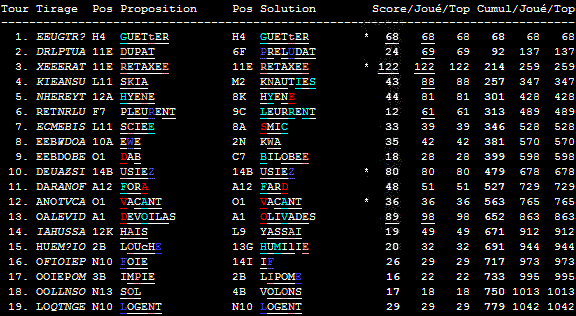 Tour Tirage Pos Proposition Pos Solution Score/Joué/Top Cumul/Joué/Top
1. EEUGTR? H4 GUETtER H4 GUETtER * 68 68 68 68 68 68
2. DRLPTUA 11E DUPAT 6F PRELUDAT 24 69 69 92 137 137
3. XEEERAT 11E RETAXEE 11E RETAXEE * 122 122 122 214 259 259
4. KIEANSU L11 SKIA M2 KNAUTIES 43 88 88 257 347 347
5. NHEREYT 12A HYENE 8K HYENE 44 81 81 301 428 428
6. RETNRLU F7 PLEURENT 9C LEURRENT 12 61 61 313 489 489
7. ECMEBIS L11 SCIEE 8A SMIC 33 39 39 346 528 528
8. EEBWDOA 10A EWE 2N KWA 35 42 42 381 570 570
9. EEBDOBE O1 DAB C7 BILOBEE 18 28 28 399 598 598
10. DEUAZSI 14B USIEZ 14B USIEZ * 80 80 80 479 678 678
11. DARANOF A12 FORA A12 FARD 48 51 51 527 729 729
12. ANOTVCA O1 VACANT O1 VACANT * 36 36 36 563 765 765
13. OALEVID A1 DEVOILAS A1 OLIVADES 89 98 98 652 863 863
14. IAHUSSA 12K HAIS L9 YASSAI 19 49 49 671 912 912
15. HUEM?IO 2B LOUcHE 13G HUMIlIE 20 32 32 691 944 944
16. OFIOIEP N10 FOIE 14I IF 26 29 29 717 973 973
17. OOIEPOM 3B IMPIE 2B LIPOME 16 22 22 733 995 995
18. OOLLNSO N13 SOL 4B VOLONS 17 18 18 750 1013 1013
19. LOQTNGE N10 LOGENT N10 LOGENT 29 29 29 779 1042 1042